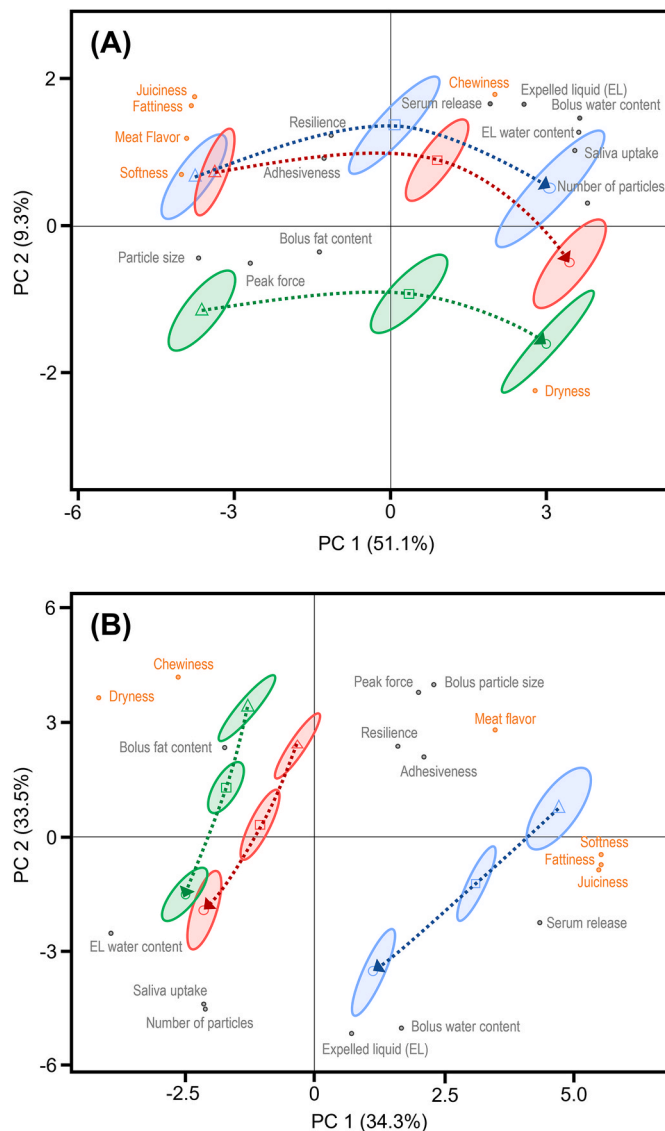 (A)
2
0
-2
-6
-3
0
3
PC 2 (9.3%)
PC 1 (51.1%)
Juiciness
Fattiness
Meat Flavor
Softness
Resilience
Adhesiveness
Chewiness
Serum release
Expelled liquid (EL)
Bolus water content
EL water content
Saliva uptake
Number of particles
Particle size
Bolus fat content
Peak force
Dryness
(B)
6
3
0
-3
-6
-2.5
0
2.5
5.0
PC 2 (33.5%)
PC 1 (34.3%)
Chewiness
Dryness
Bolus fat content
Peak force
Bolus particle size
Meat flavor
Resilience
Adhesiveness
Softness
Fattiness
Juiciness
Serum release
EL water content
Saliva uptake
Number of particles
Bolus water content
Expelled liquid (EL)